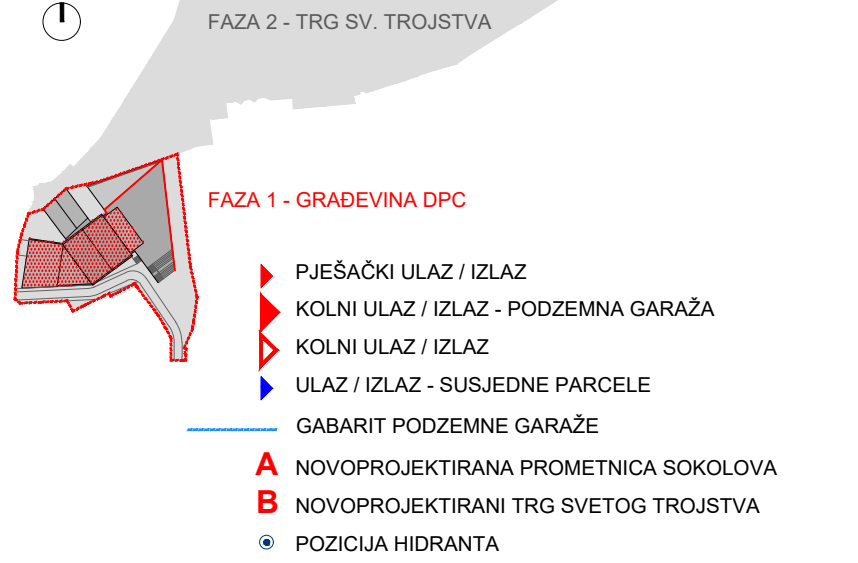 FAZA 2 - TRG SV. TROJSTVA
FAZA 1 - GRAĐEVINA DPC
PJEŠAČKI ULAZ / IZLAZ
KOLNI ULAZ / IZLAZ - PODZEMNA GARAŽA
KOLNI ULAZ / IZLAZ
ULAZ / IZLAZ - SUSJEDNE PARCELE
GABARIT PODZEMNE GARAŽE
A NOVOPROJEKTIRANA PROMETNICA SOKOLOVA
B NOVOPROJEKTIRANI TRG SVETOG TROJSTVA
POZICIJA HIDRANTA